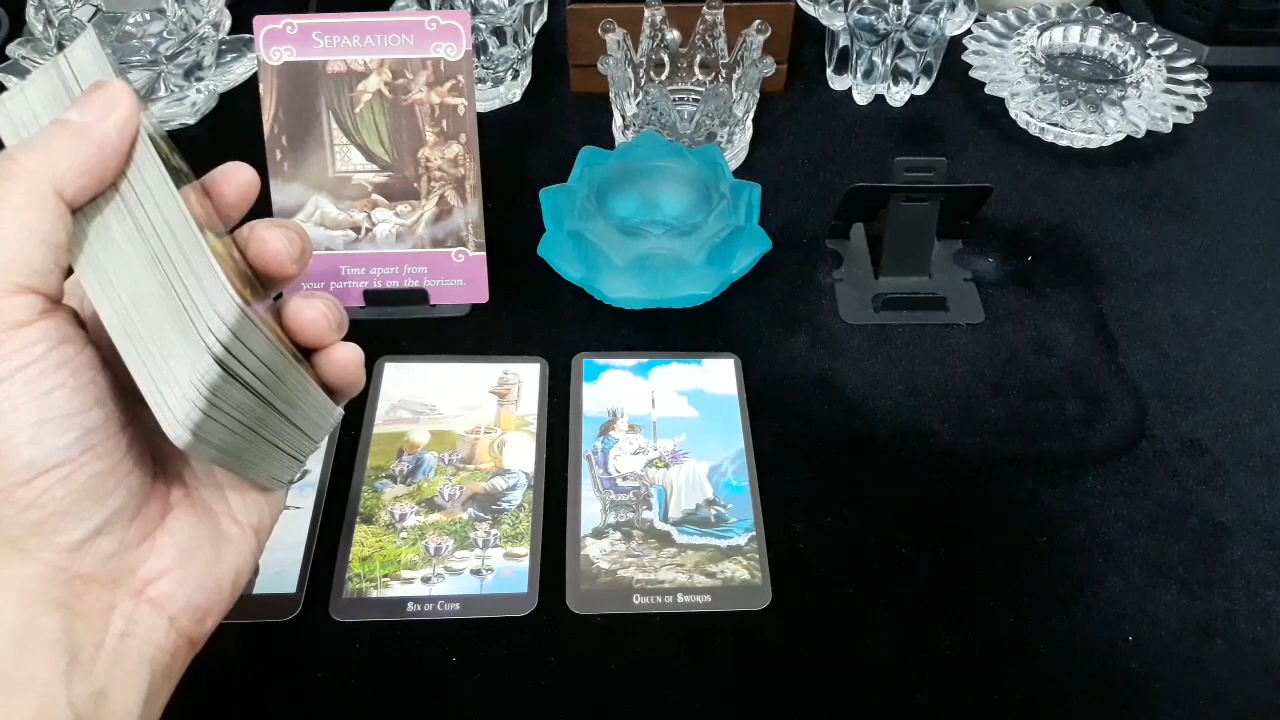 SEPARATION
Time apart from
your partner is on the horizon.
SIX OF CUPS
QUEEN OF SWORDS